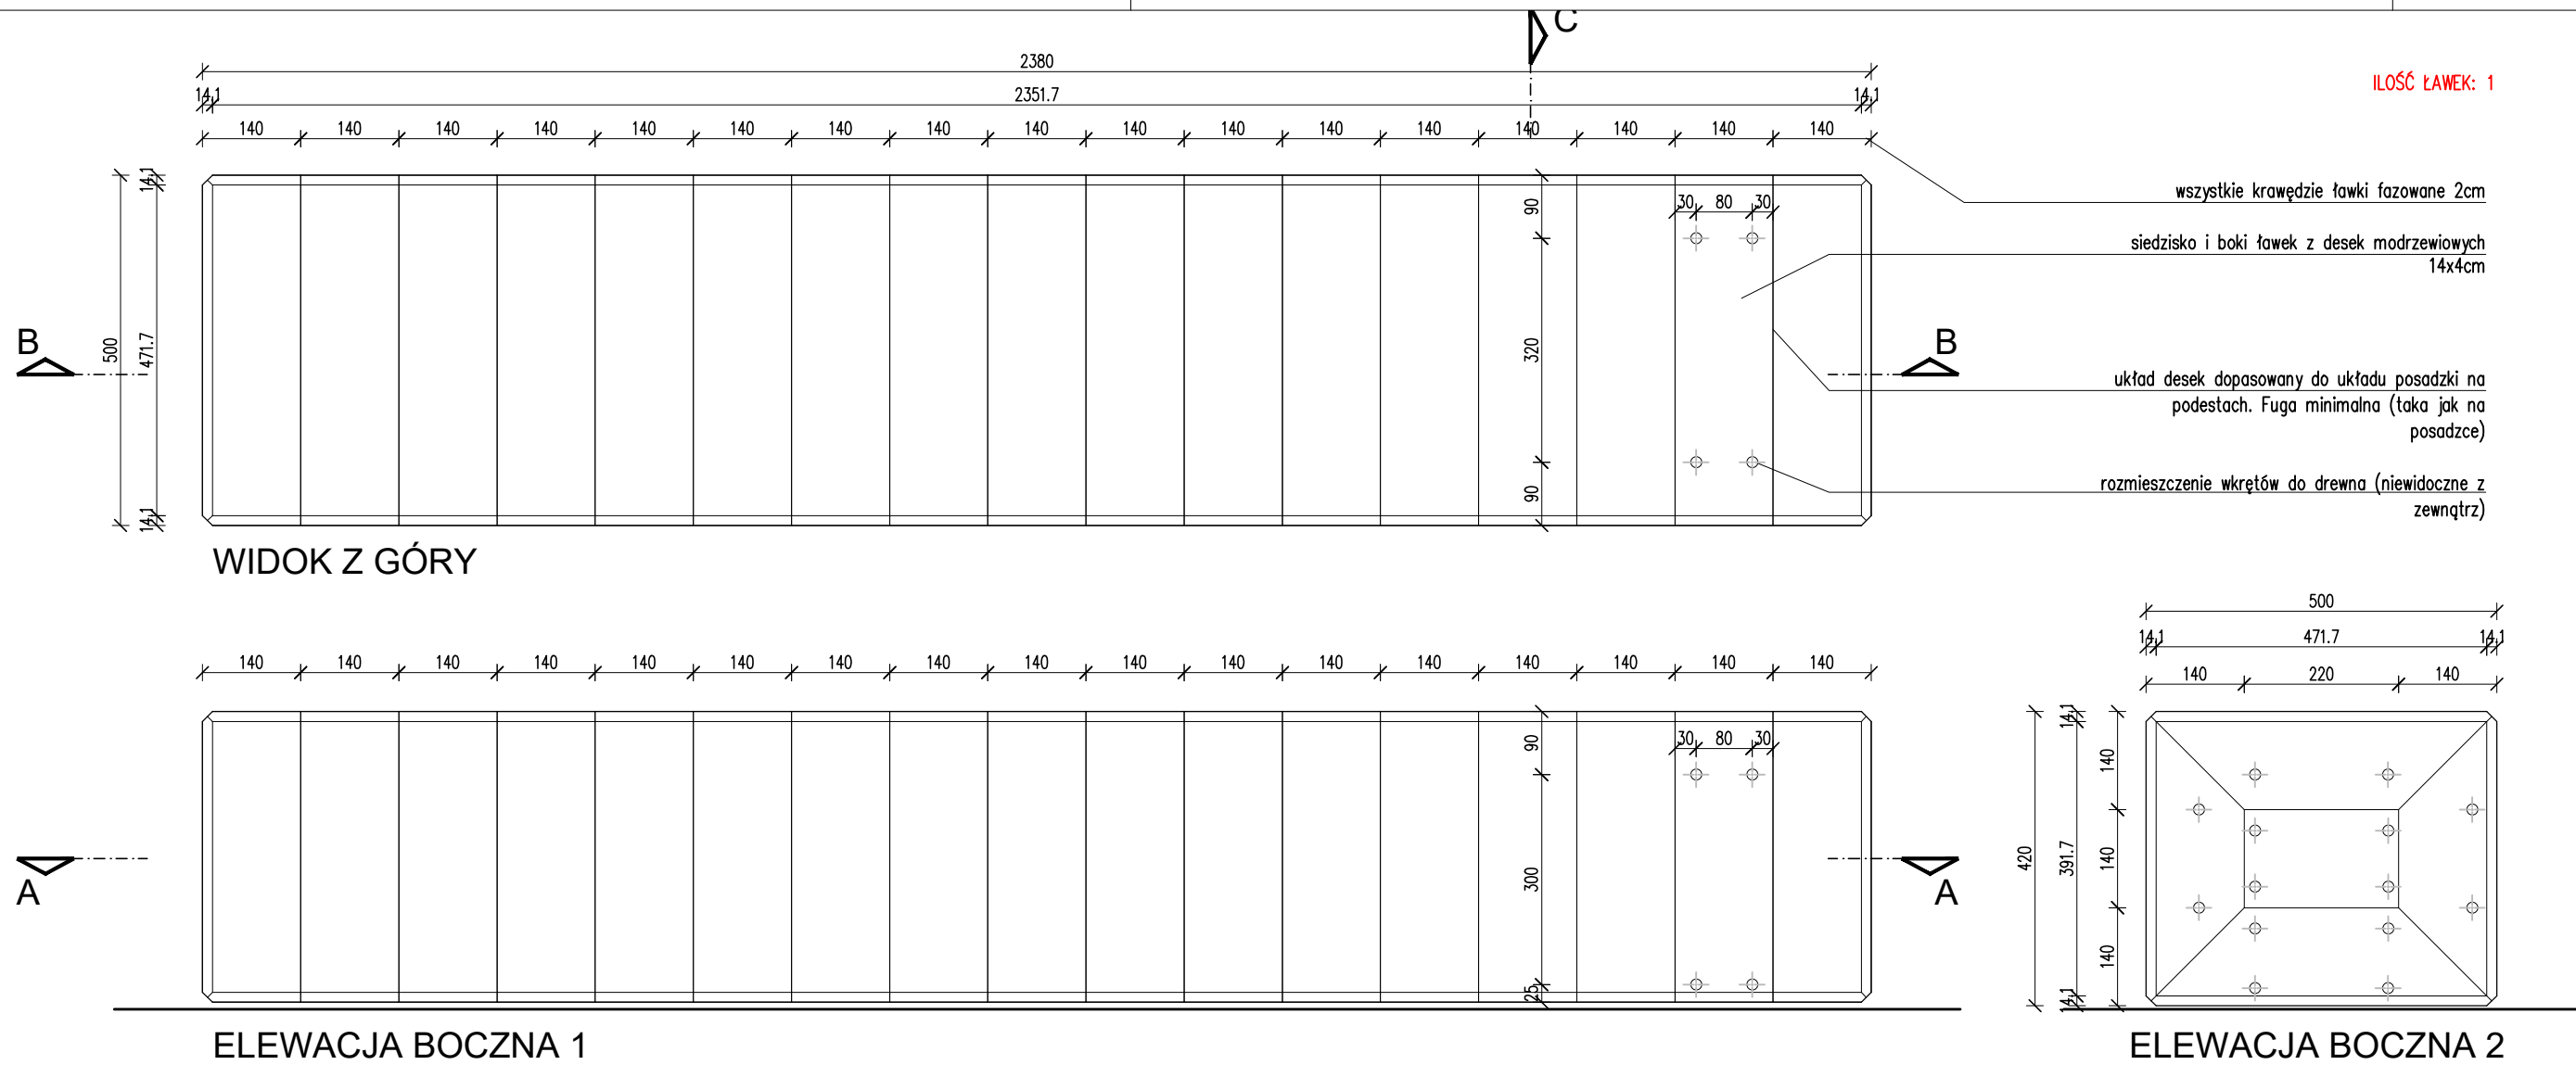 C
2380
ILOŚĆ ŁAWEK: 1
14,1 2351.7 14,1
140 140 140 140 140 140 140 140 140 140 140 140 140 140 140 140 140
wszystkie krawędzie ławki fazowane 2cm
14,1
90
30 80 30
siedzisko i boki ławek z desek modrzewiowych
14x4cm
B
500
471.7
320
B
układ desek dopasowany do układu posadzki na
podestach. Fuga minimalna (taka jak na
posadzce)
90
14,1
rozmieszczenie wkrętów do drewna (niewidoczne z
zewnątrz)
WIDOK Z GÓRY
140 140 140 140 140 140 140 140 140 140 140 140 140 140 140 140 140
90
30 80 30
300
25
A
A
ELEWACJA BOCZNA 1
500
14,1 471.7 14,1
140 220 140
14,1
140
420
391.7
140
140
14,1
ELEWACJA BOCZNA 2